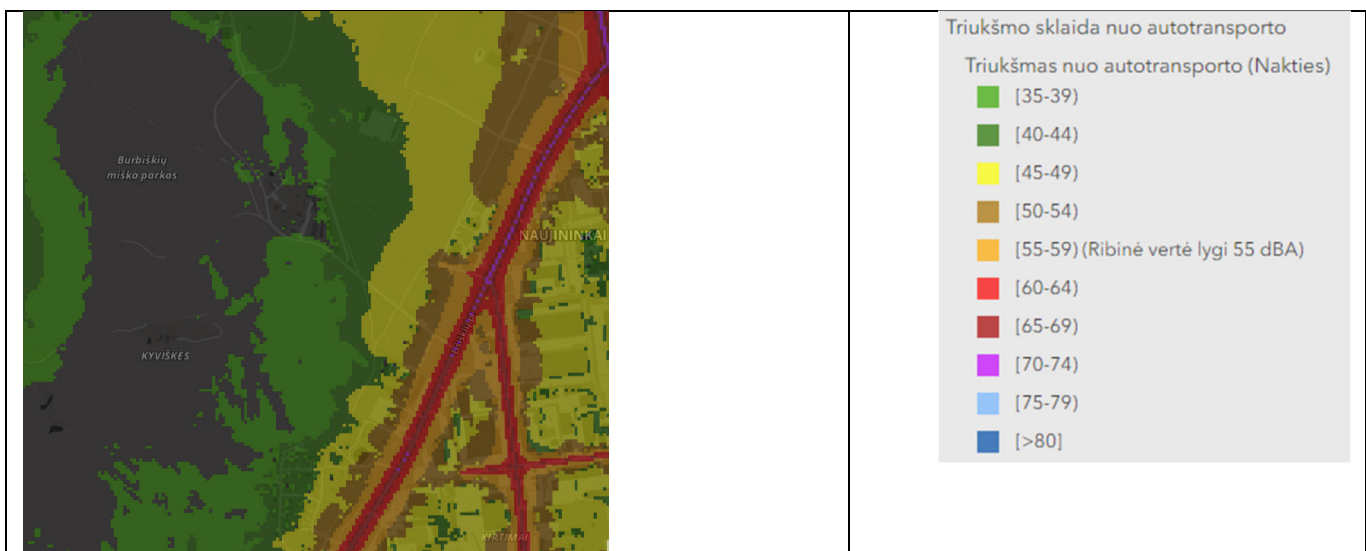 Burbiškių
miško parkas
NAUJININKAI
KYVIŠKĖS
KIRTIMAI
Triukšmo sklaida nuo autotransporto
Triukšmas nuo autotransporto (Nakties)
[35-39)
[40-44)
[45-49)
[50-54)
[55-59) (Ribinė vertė lygi 55 dBA)
[60-64)
[65-69)
[70-74)
[75-79)
[>80]